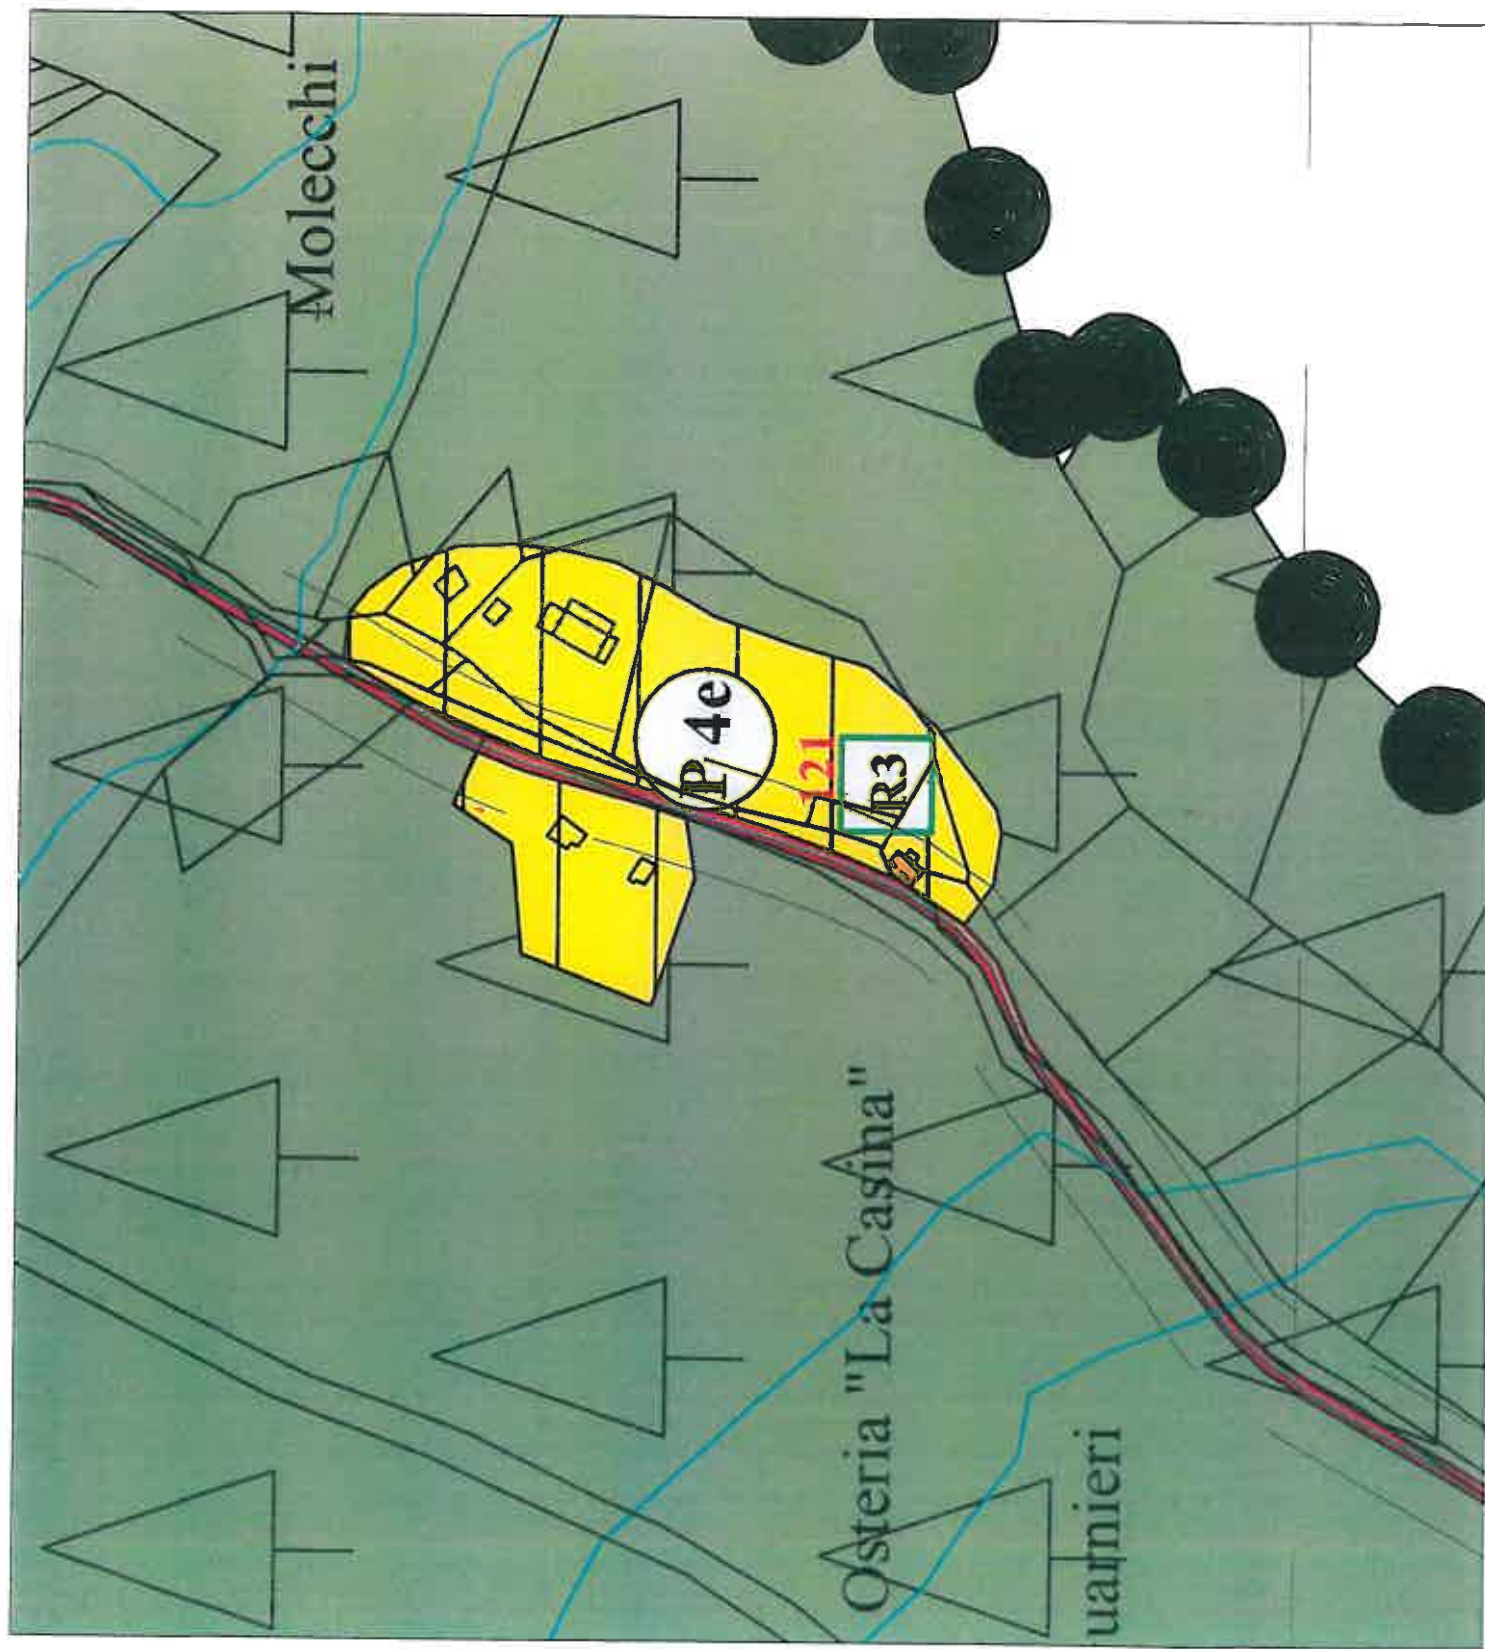 Molecchi
P 4e
121
R3
Osteria "La Casina"
uarnieri